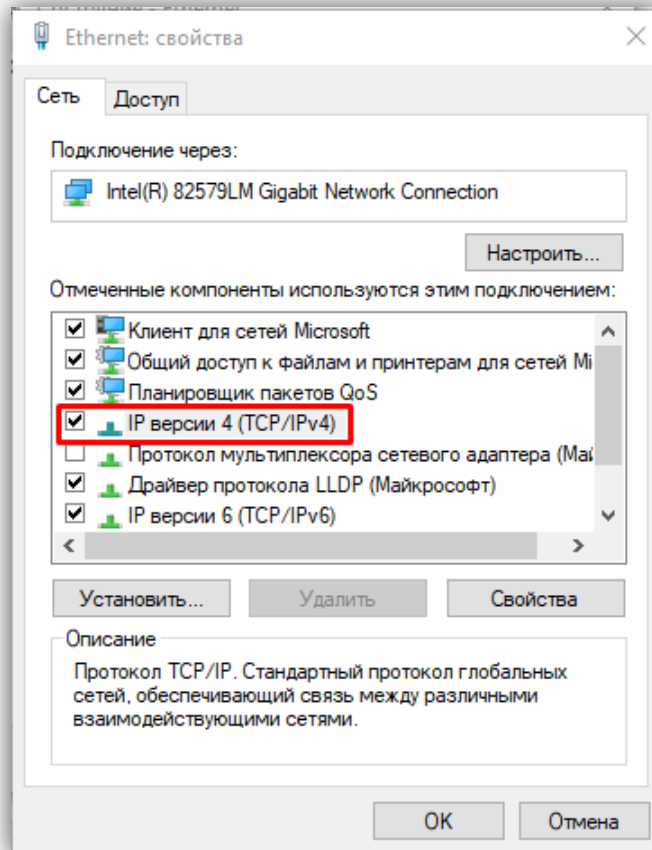 Ethernet: свойства
Сеть
Доступ
Подключение через:
Intel(R) 82579LM Gigabit Network Connection
Настроить...
Отмеченные компоненты используются этим подключением:
Клиент для сетей Microsoft
Общий доступ к файлам и принтерам для сетей Mi
Планировщик пакетов QoS
IP версии 4 (TCP/IPv4)
Протокол мультиплексора сетевого адаптера (Май
Драйвер протокола LLDP (Майкрософт)
IP версии 6 (TCP/IPv6)
Установить...
Удалить
Свойства
Описание
Протокол TCP/IP. Стандартный протокол глобальных
сетей, обеспечивающий связь между различными
взаимодействующими сетями.
OK
Отмена